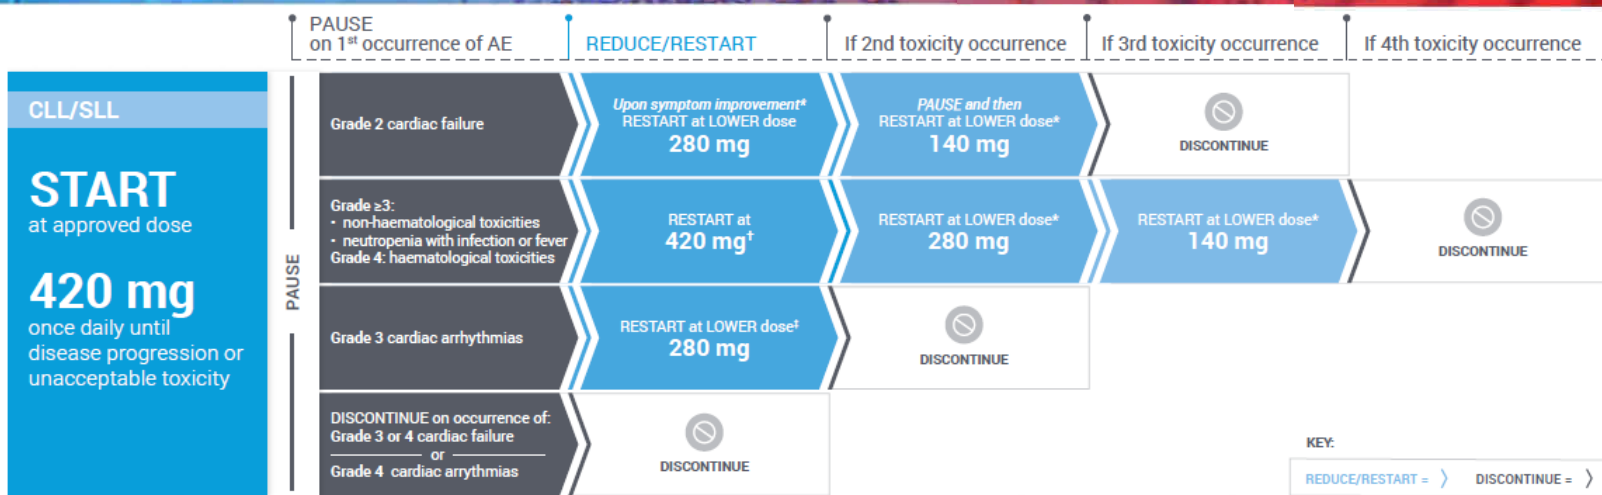 PAUSE
on 1st occurrence of AE
REDUCE/RESTART
If 2nd toxicity occurrence
If 3rd toxicity occurrence
If 4th toxicity occurrence
CLL/SLL
START
at approved dose
420 mg
once daily until
disease progression or
unacceptable toxicity
PAUSE
Grade 2 cardiac failure
Upon symptom improvement*
RESTART at LOWER dose
280 mg
PAUSE and then
RESTART at LOWER dose*
140 mg
DISCONTINUE
Grade ≥3:
• non-haematological toxicities
• neutropenia with infection or fever
Grade 4: haematological toxicities
RESTART at
420 mg†
RESTART at LOWER dose*
280 mg
RESTART at LOWER dose*
140 mg
DISCONTINUE
Grade 3 cardiac arrhythmias
RESTART at LOWER dose‡
280 mg
DISCONTINUE
DISCONTINUE on occurrence of:
Grade 3 or 4 cardiac failure
or
Grade 4 cardiac arrythmias
DISCONTINUE
KEY:
REDUCE/RESTART = 〉 DISCONTINUE = 〉